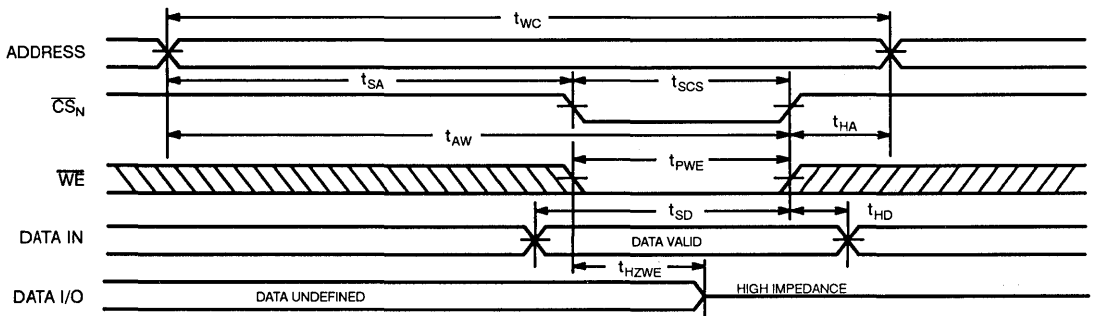 tWC
ADDRESS
tSA
tSCS
CSN
tAW
tHA
tPWE
WE
tSD
tHD
DATA IN
DATA VALID
tHZWE
DATA I/O
DATA UNDEFINED
HIGH IMPEDANCE